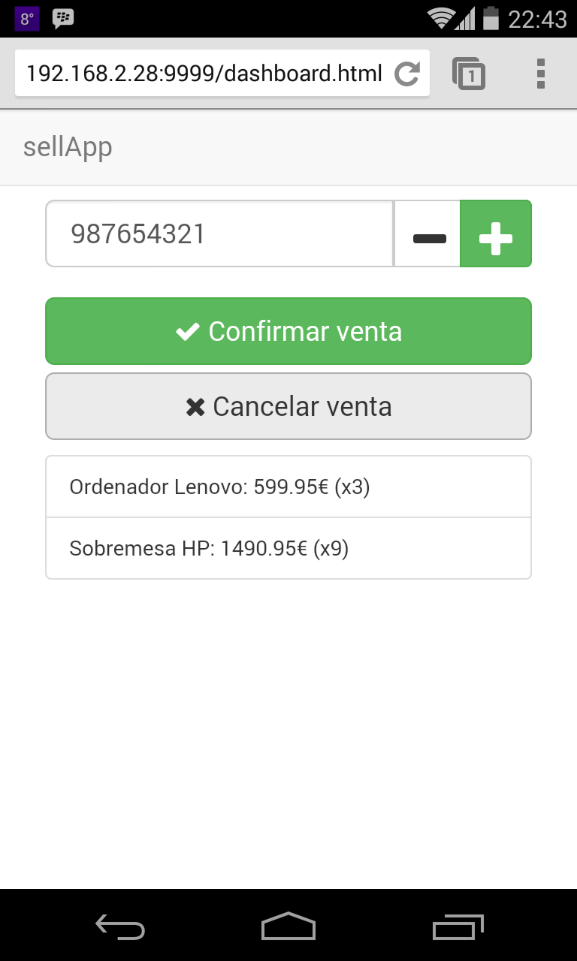 8°
22:43
192.168.2.28:9999/dashboard.html
1
sellApp
987654321
Confirmar venta
Cancelar venta
Ordenador Lenovo: 599.95€ (x3)
Sobremesa HP: 1490.95€ (x9)